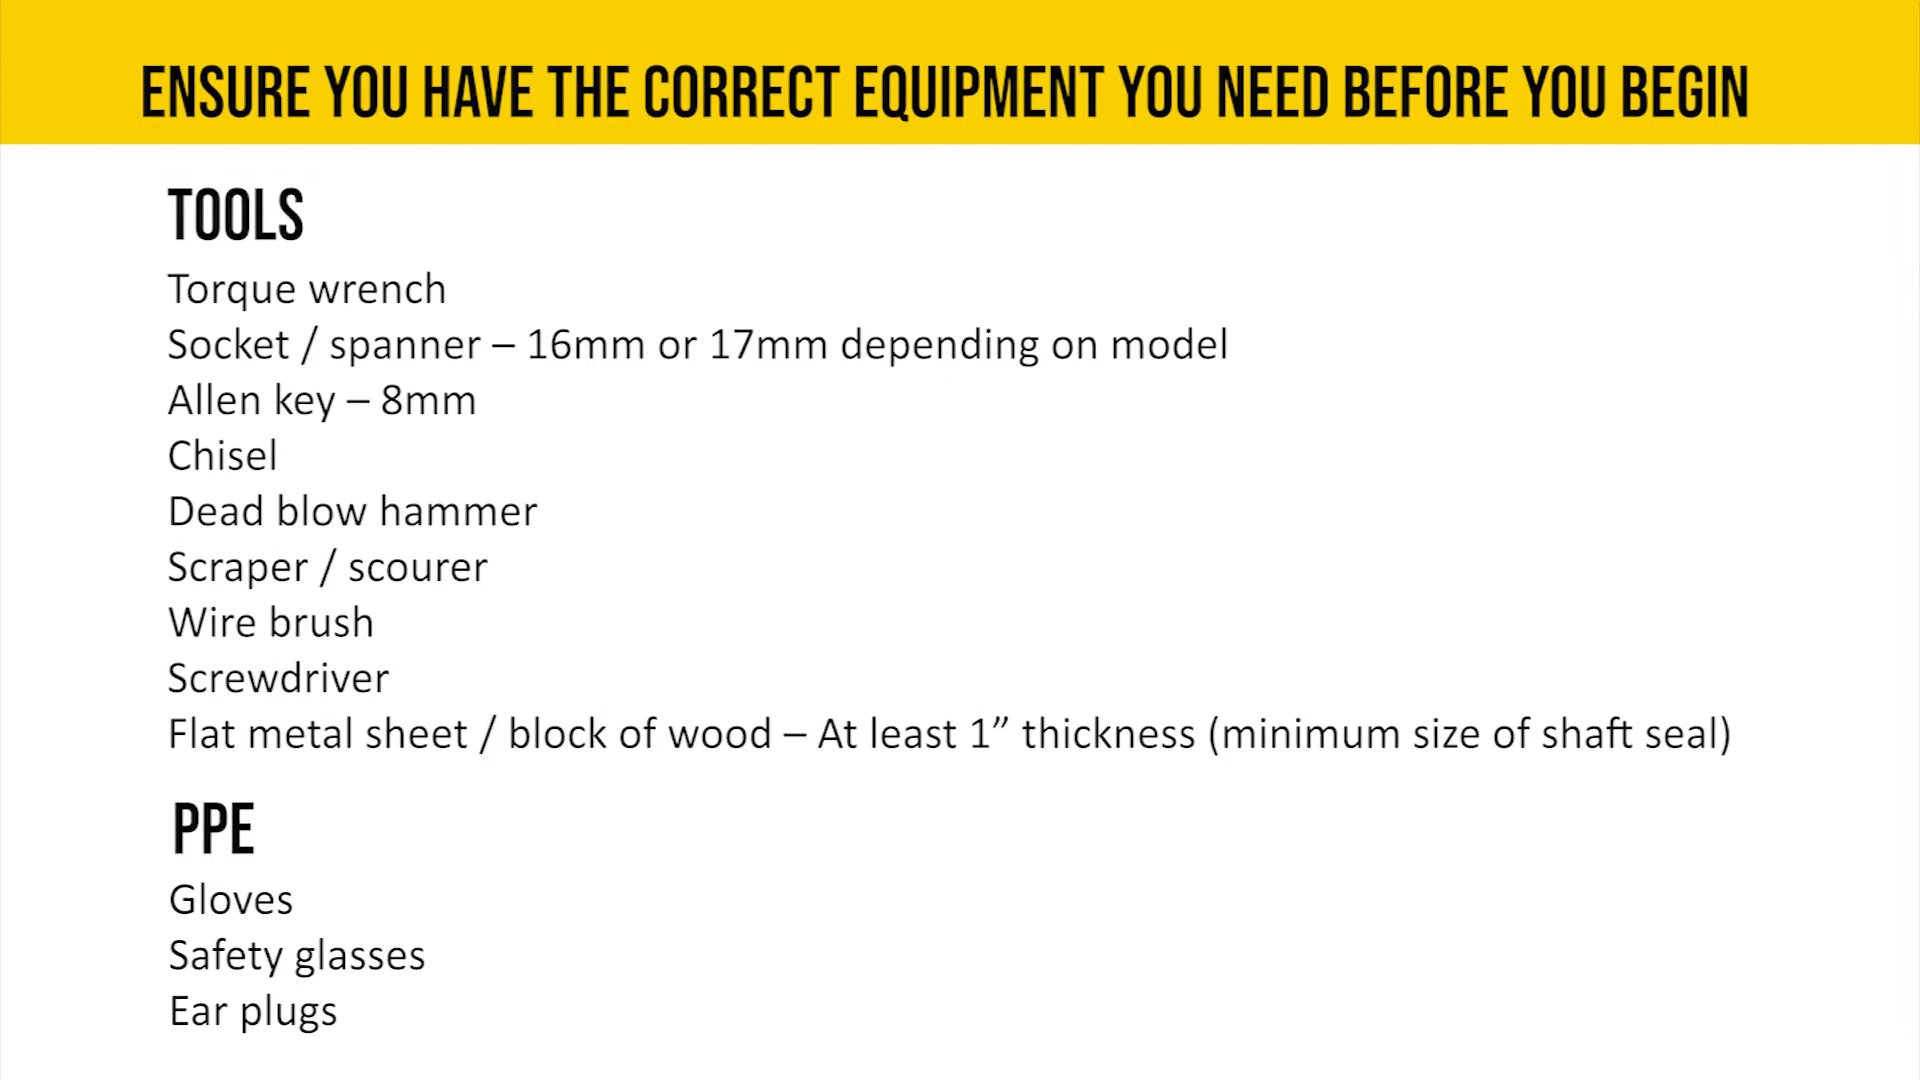 ENSURE YOU HAVE THE CORRECT EQUIPMENT YOU NEED BEFORE YOU BEGIN
TOOLS
Torque wrench
Socket / spanner – 16mm or 17mm depending on model
Allen key – 8mm
Chisel
Dead blow hammer
Scraper / scourer
Wire brush
Screwdriver
Flat metal sheet / block of wood – At least 1” thickness (minimum size of shaft seal)
PPE
Gloves
Safety glasses
Ear plugs